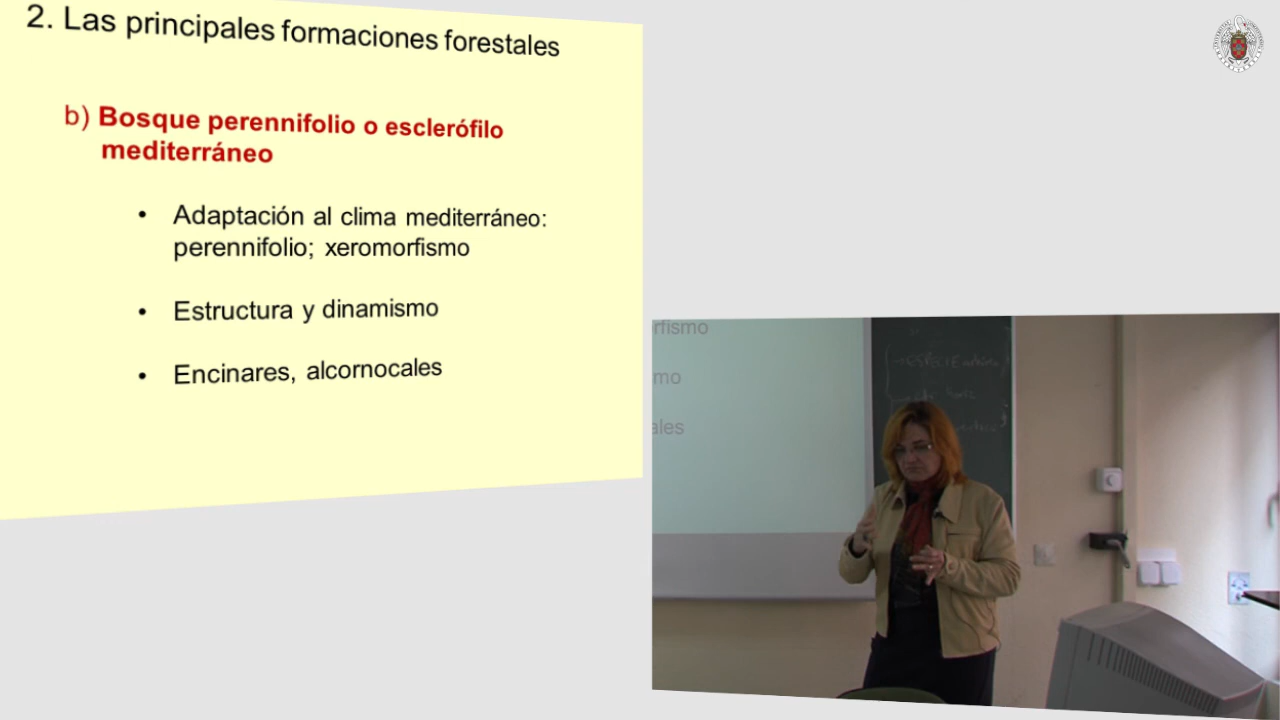 2. Las principales formaciones forestales
b) Bosque perennifolio o esclerófilo
mediterráneo
• Adaptación al clima mediterráneo:
perennifolio; xeromorfismo
• Estructura y dinamismo
• Encinares, alcornocales
rfismo
mo
ales